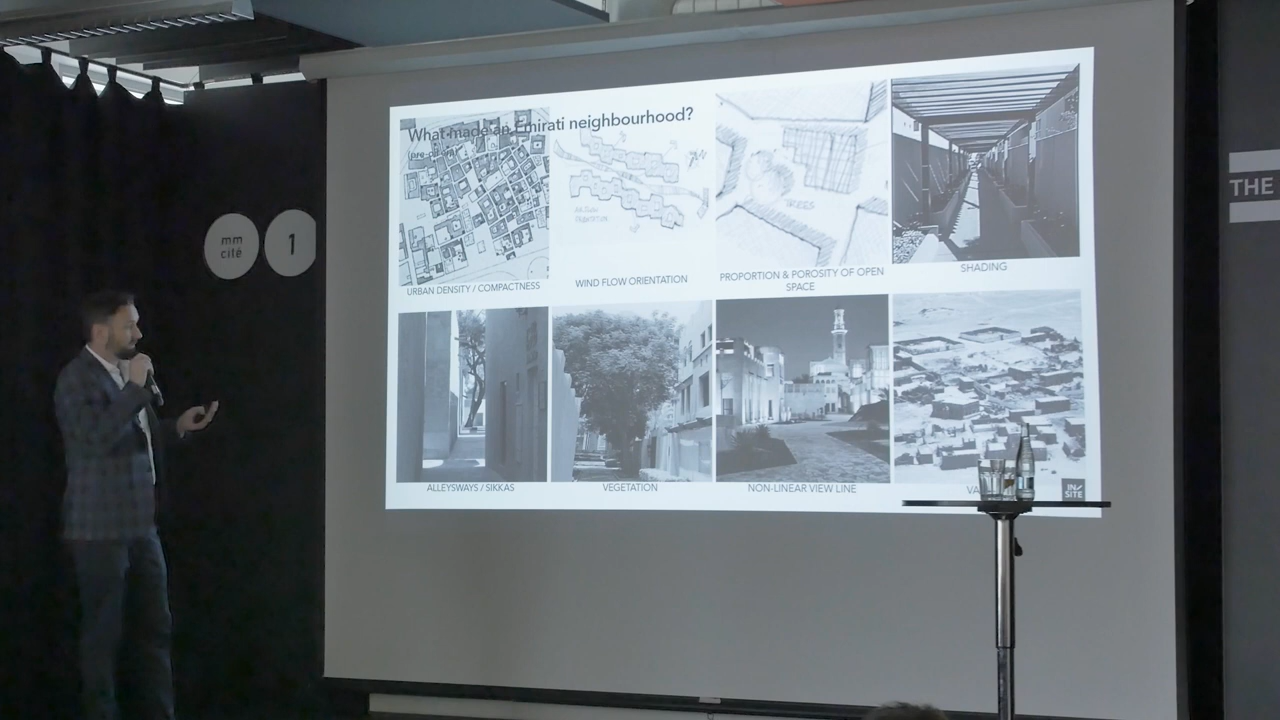 What made an Emirati neighbourhood?
TREES
URBAN DENSITY / COMPACTNESS
WIND FLOW ORIENTATION
PROPORTION & POROSITY OF OPEN
SPACE
SHADING
ALLEYSWAYS / SIKKAS
VEGETATION
NON-LINEAR VIEW LINE
IN/
SITE
mm
cité
1
THE